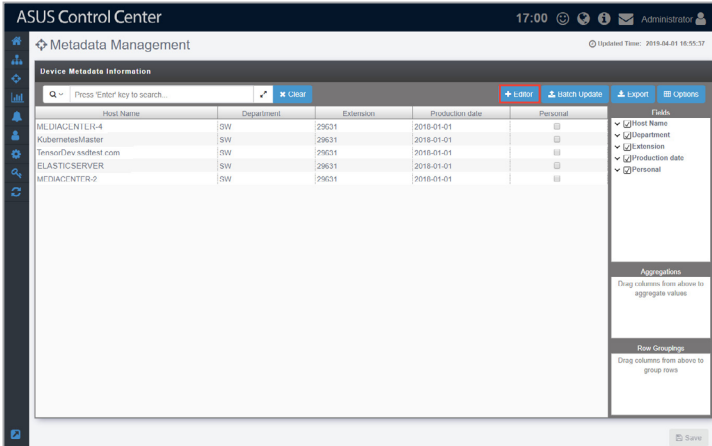 ASUS Control Center
17:00
Administrator
Metadata Management
Updated Time: 2019-04-01 16:55:37
Device Metadata Information
Press 'Enter' key to search...
Clear
Editor
Batch Update
Export
Options
Host Name Department Extension Production date Personal
MEDIACENTER-4 SW 29631 2018-01-01
KubernetesMaster SW 29631 2018-01-01
TensorDev.ssdtest.com SW 29631 2018-01-01
ELASTICSERVER SW 29631 2018-01-01
MEDIACENTER-2 SW 29631 2018-01-01
Fields
Host Name
Department
Extension
Production date
Personal
Aggregations
Drag columns from above to
aggregate values
Row Groupings
Drag columns from above to
group rows
Save